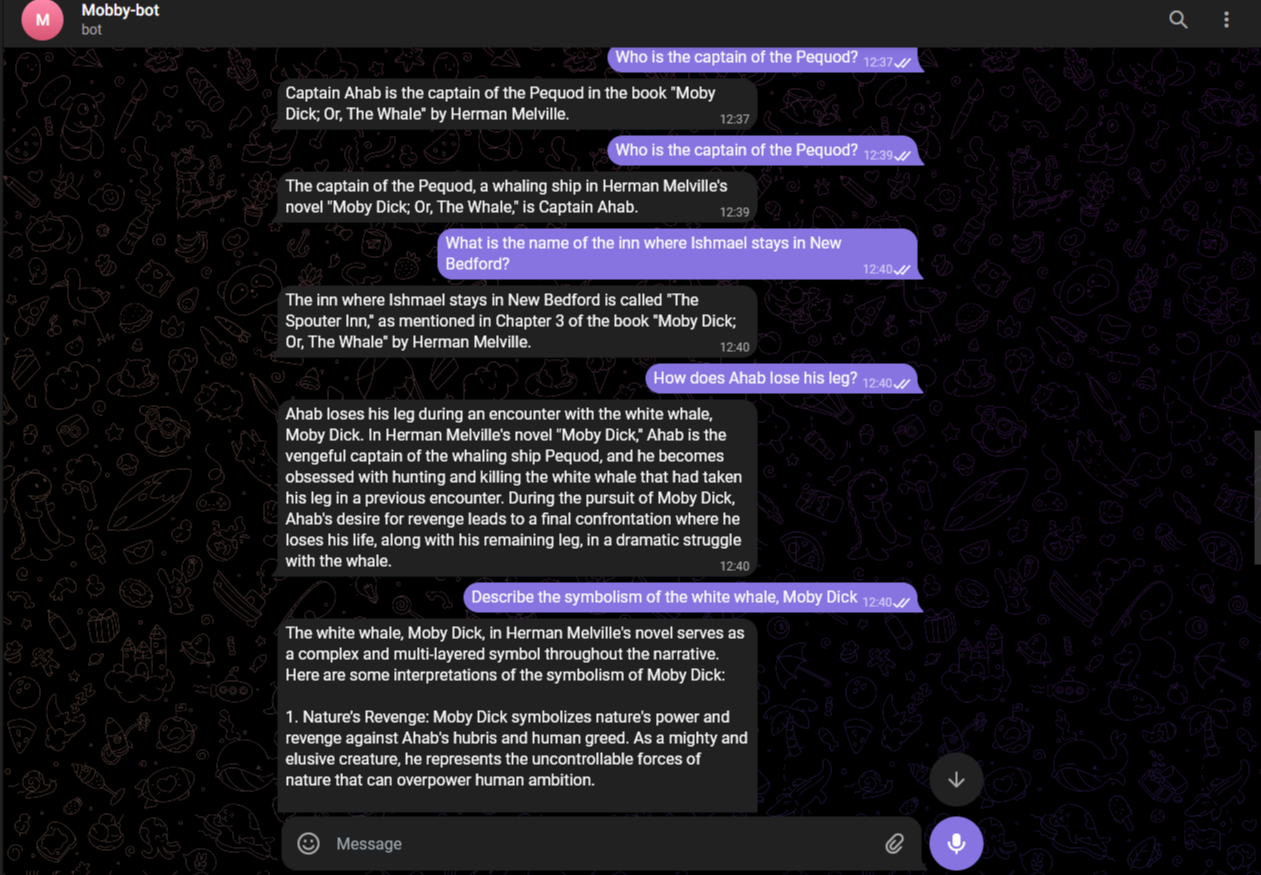 M
Mobby-bot
bot
Who is the captain of the Pequod? 12:37
Captain Ahab is the captain of the Pequod in the book "Moby
Dick; Or, The Whale" by Herman Melville.
12:37
Who is the captain of the Pequod? 12:39
The captain of the Pequod, a whaling ship in Herman Melville's
novel "Moby Dick; Or, The Whale," is Captain Ahab.
12:39
What is the name of the inn where Ishmael stays in New
Bedford?
12:40
The inn where Ishmael stays in New Bedford is called "The
Spouter Inn," as mentioned in Chapter 3 of the book "Moby Dick;
Or, The Whale" by Herman Melville.
12:40
How does Ahab lose his leg? 12:40
Ahab loses his leg during an encounter with the white whale,
Moby Dick. In Herman Melville's novel "Moby Dick," Ahab is the
vengeful captain of the whaling ship Pequod, and he becomes
obsessed with hunting and killing the white whale that had taken
his leg in a previous encounter. During the pursuit of Moby Dick,
Ahab's desire for revenge leads to a final confrontation where he
loses his life, along with his remaining leg, in a dramatic struggle
with the whale.
12:40
Describe the symbolism of the white whale, Moby Dick 12:40
The white whale, Moby Dick, in Herman Melville's novel serves as
a complex and multi-layered symbol throughout the narrative.
Here are some interpretations of the symbolism of Moby Dick:
1. Nature's Revenge: Moby Dick symbolizes nature's power and
revenge against Ahab's hubris and human greed. As a mighty and
elusive creature, he represents the uncontrollable forces of
nature that can overpower human ambition.
Message